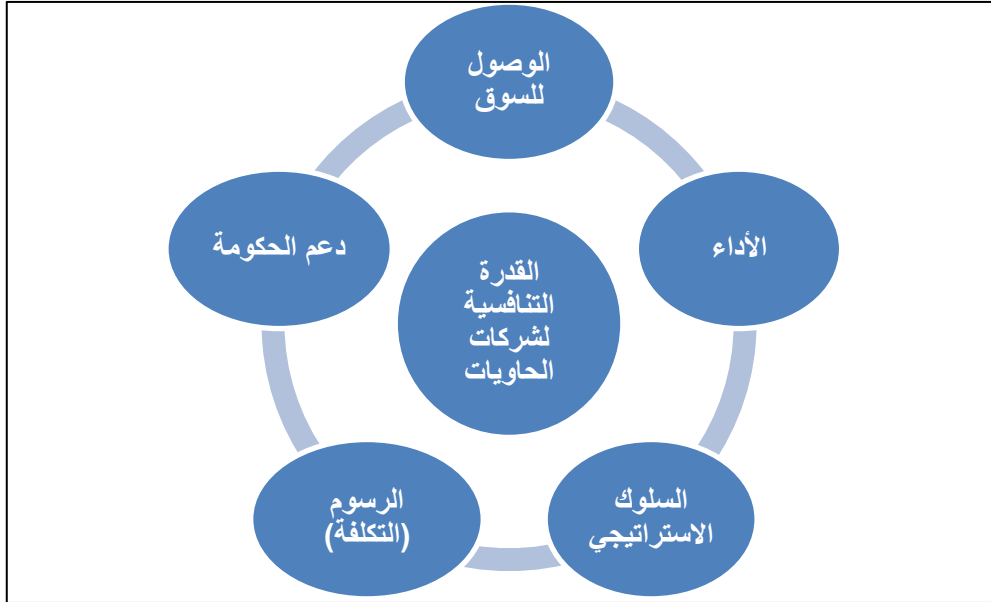 الوصول
للسوق
الأداء
دعم الحكومة
القدرة
التنافسية
لشركات
الحاويات
السلوك
الاستراتيجي
الرسوم
(التكلفة)